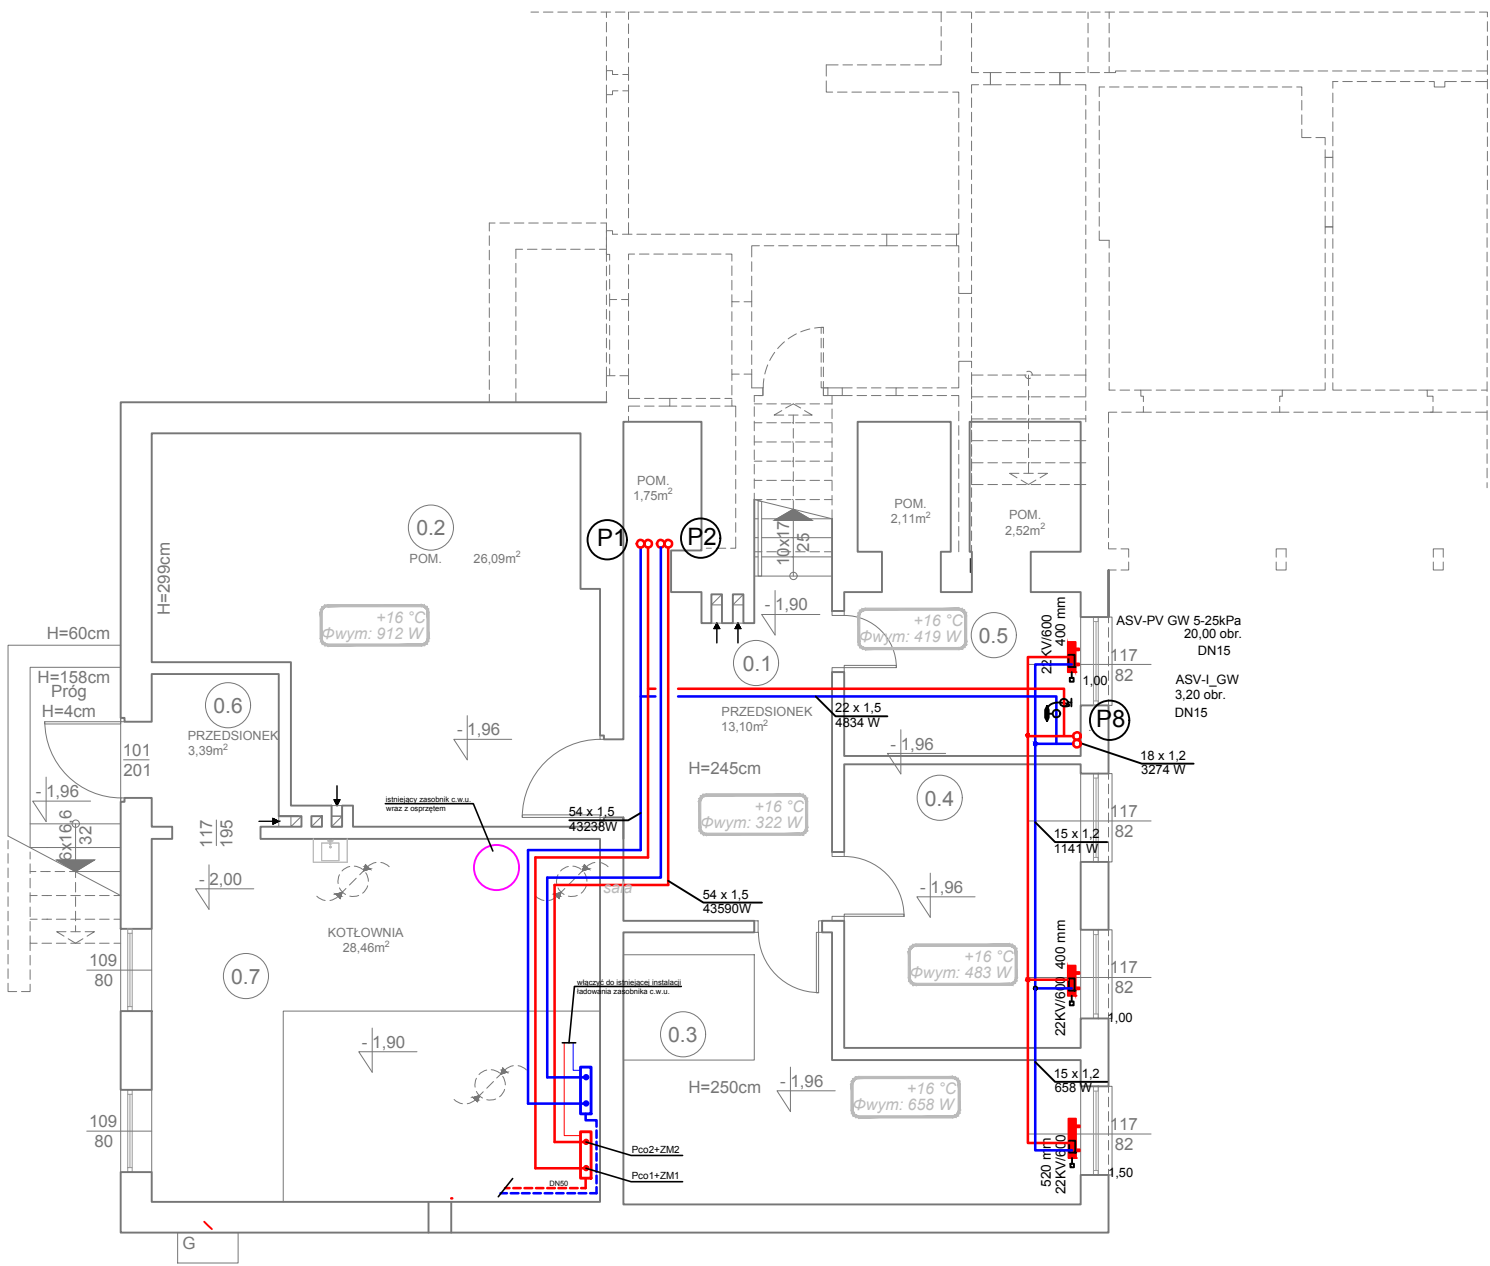 POM.
1,75m²
P1
P2
0.2
POM. 26,09m²
H=299cm
+16 °C
Φwym: 912 W
10x17
25
POM.
2,11m²
POM.
2,52m²
- 1,90
+16 °C
Φwym: 419 W
0.5
22KV/600
400 mm
ASV-PV GW 5-25kPa
20,00 obr.
DN15
117
82
ASV-I_GW
3,20 obr.
DN15
1,00
H=60cm
H=158cm
Próg
H=4cm
0.6
PRZEDSIONEK
3,39m²
0.1
PRZEDSIONEK
13,10m²
22 x 1,5
4834 W
P8
18 x 1,2
3274 W
101
201
- 1,96
- 1,96
- 1,96
H=245cm
0.4
+16 °C
Φwym: 322 W
istniejący zasobnik c.w.u.
wraz z osprzętem
54 x 1,5
43238W
6x16,6
32
117
195
117
82
15 x 1,2
1141 W
- 2,00
sala
54 x 1,5
43590W
- 1,96
KOTŁOWNIA
28,46m²
0.7
109
80
+16 °C
Φwym: 483 W
22KV/600
400 mm
117
82
1,00
włączyć do istniejącej instalacji
ładowania zasobnika c.w.u.
0.3
- 1,90
H=250cm
- 1,96
+16 °C
Φwym: 658 W
15 x 1,2
658 W
109
80
117
82
Pco2+ZM2
Pco1+ZM1
DN50
520 mm
22KV/600
1,50
G